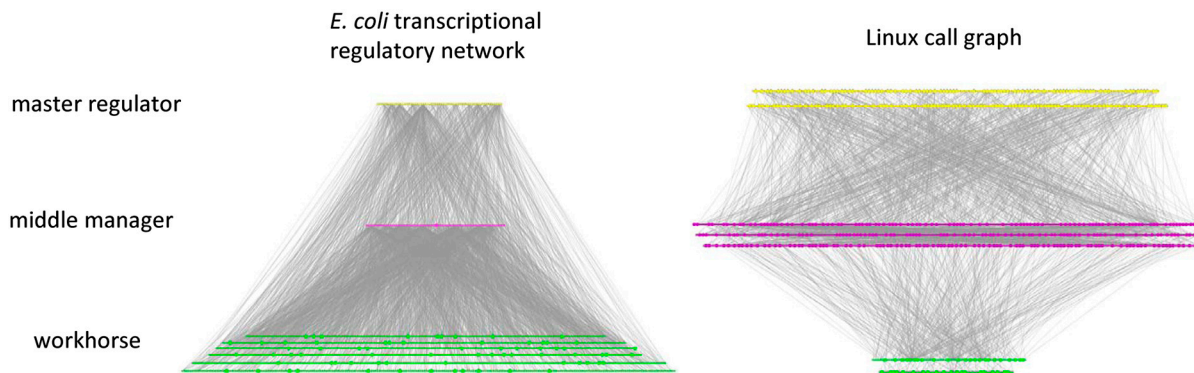 E. coli transcriptional
regulatory network
Linux call graph
master regulator
middle manager
workhorse